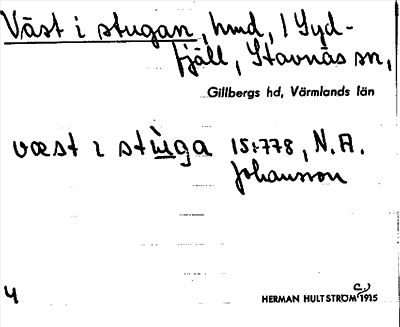 Väst i stugan, hmd, i Syd-
fjäll, Stavnäs sn,
Gillbergs hd, Värmlands län
væst ɩ stùga 15:778, N.A.
Johansson
4
HERMAN HULTSTRÖM c. 1915